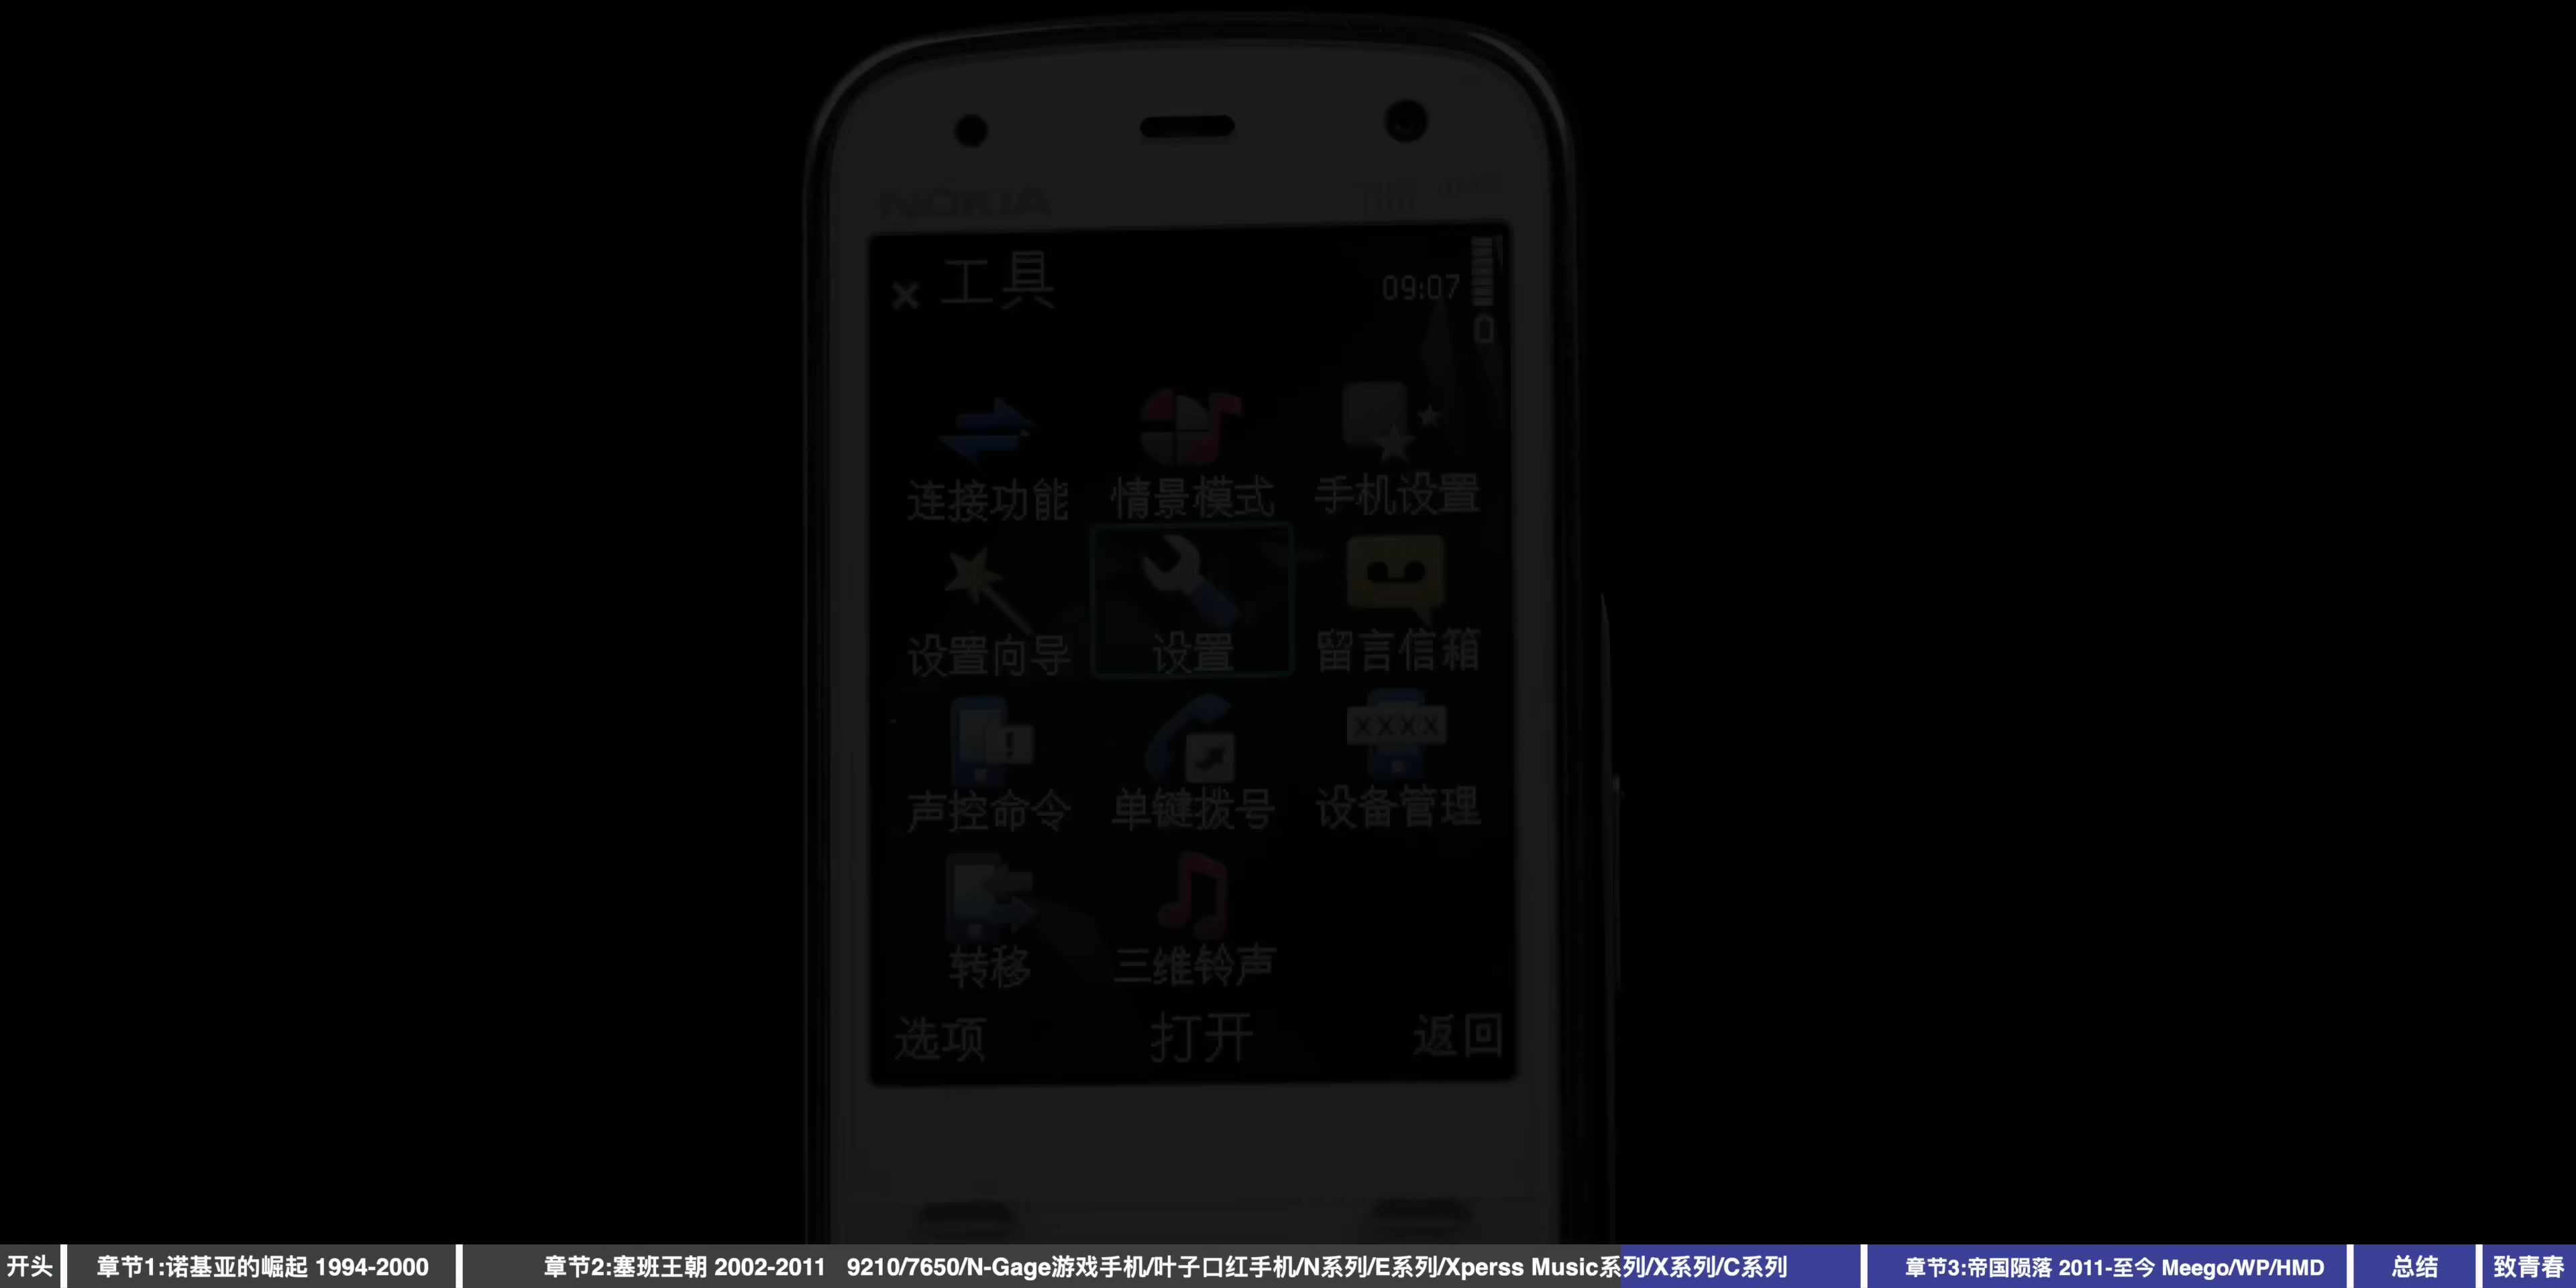 NOKIA
工具
09:07
连接功能 情景模式 手机设置
设置向导 设置 留言信箱
XXXX
声控命令 单键拨号 设备管理
转移 三维铃声
选项 打开 返回
开头 章节1:诺基亚的崛起 1994-2000 章节2:塞班王朝 2002-2011 9210/7650/N-Gage游戏手机/叶子口红手机/N系列/E系列/Xperss Music系列/X系列/C系列 章节3:帝国陨落 2011-至今 Meego/WP/HMD 总结 致青春